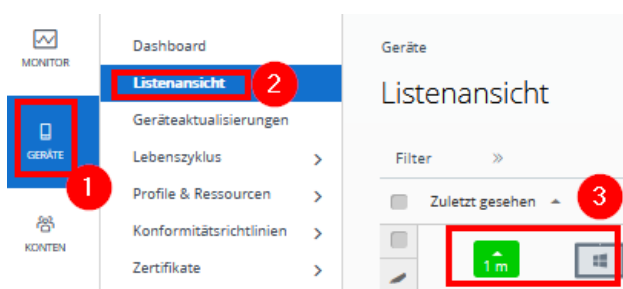 MONITOR
GERÄTE
1
KONTEN
Dashboard
Listenansicht
2
Geräteaktualisierungen
Lebenszyklus
Profile & Ressourcen
Konformitätsrichtlinien
Zertifikate
Geräte
Listenansicht
Filter »
Zuletzt gesehen
3
1 m